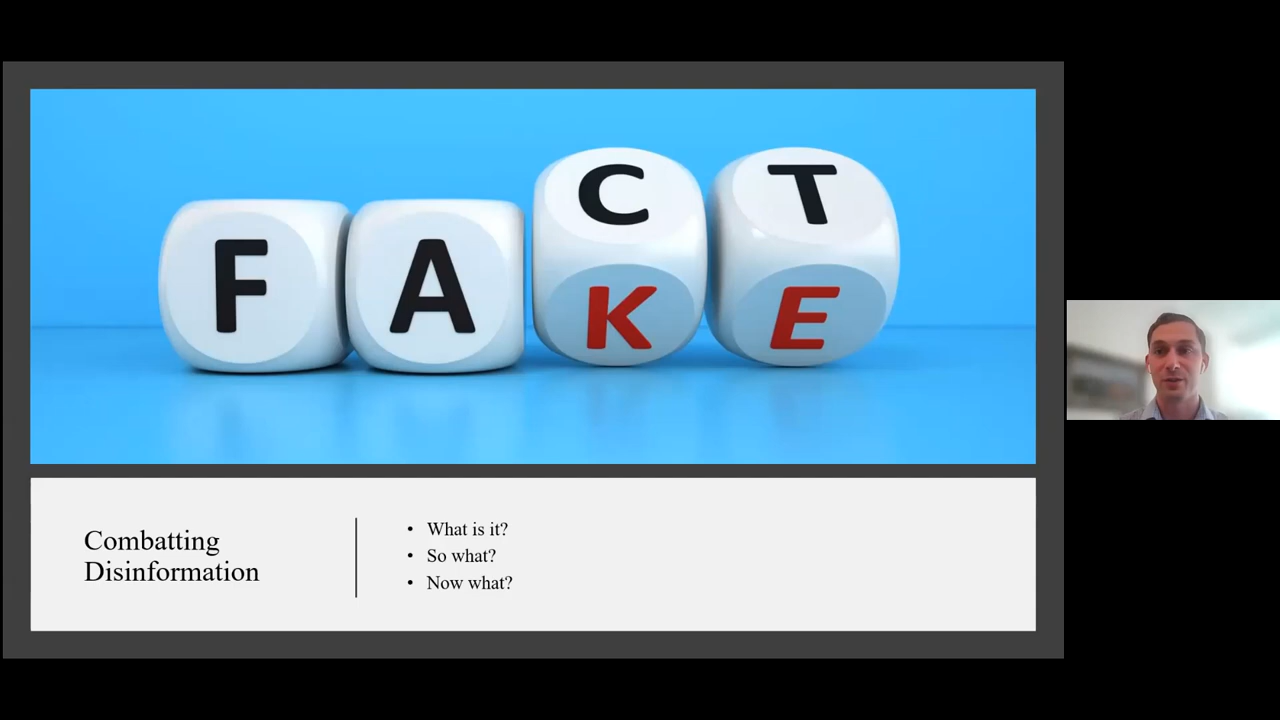 C T
F A K E
Combatting
Disinformation
• What is it?
• So what?
• Now what?